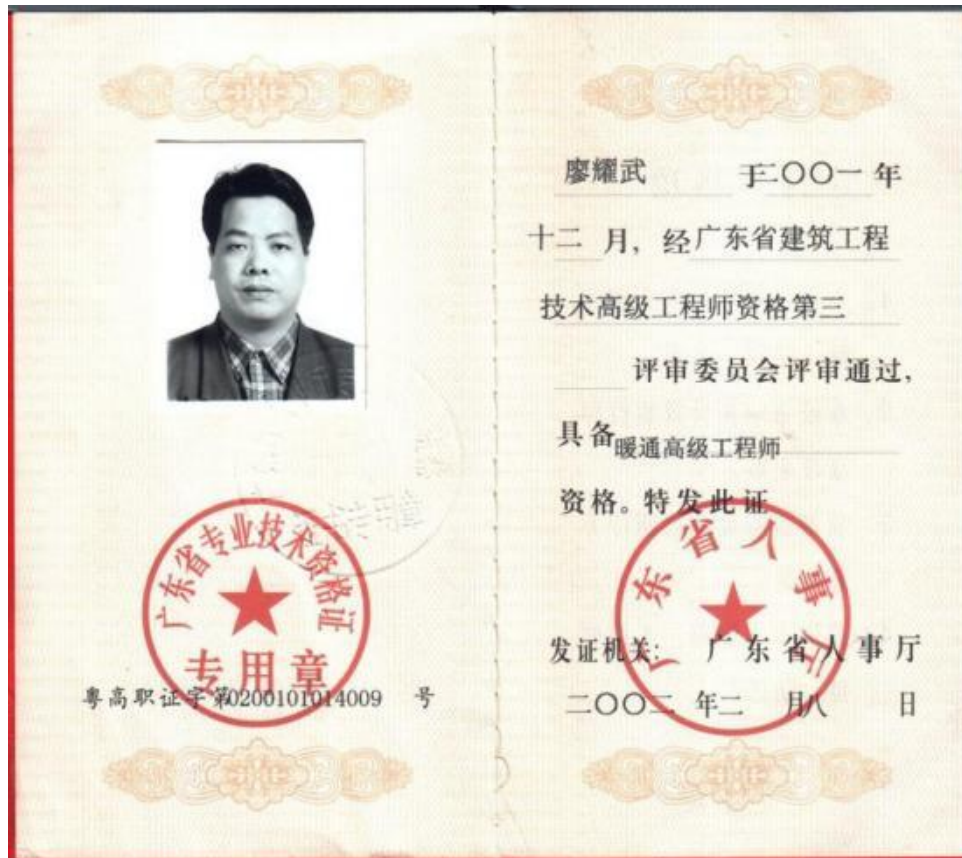 广东省专业技术资格证
专用章
粤高职证字第0200101014009 号
廖耀武 于二〇〇一年
十二 月，经广东省建筑工程
技术高级工程师资格第三
评审委员会评审通过，
具备暖通高级工程师
资格。特发此证
广东省人事厅
发证机关： 广东省人事厅
二〇〇二 年二 月八 日